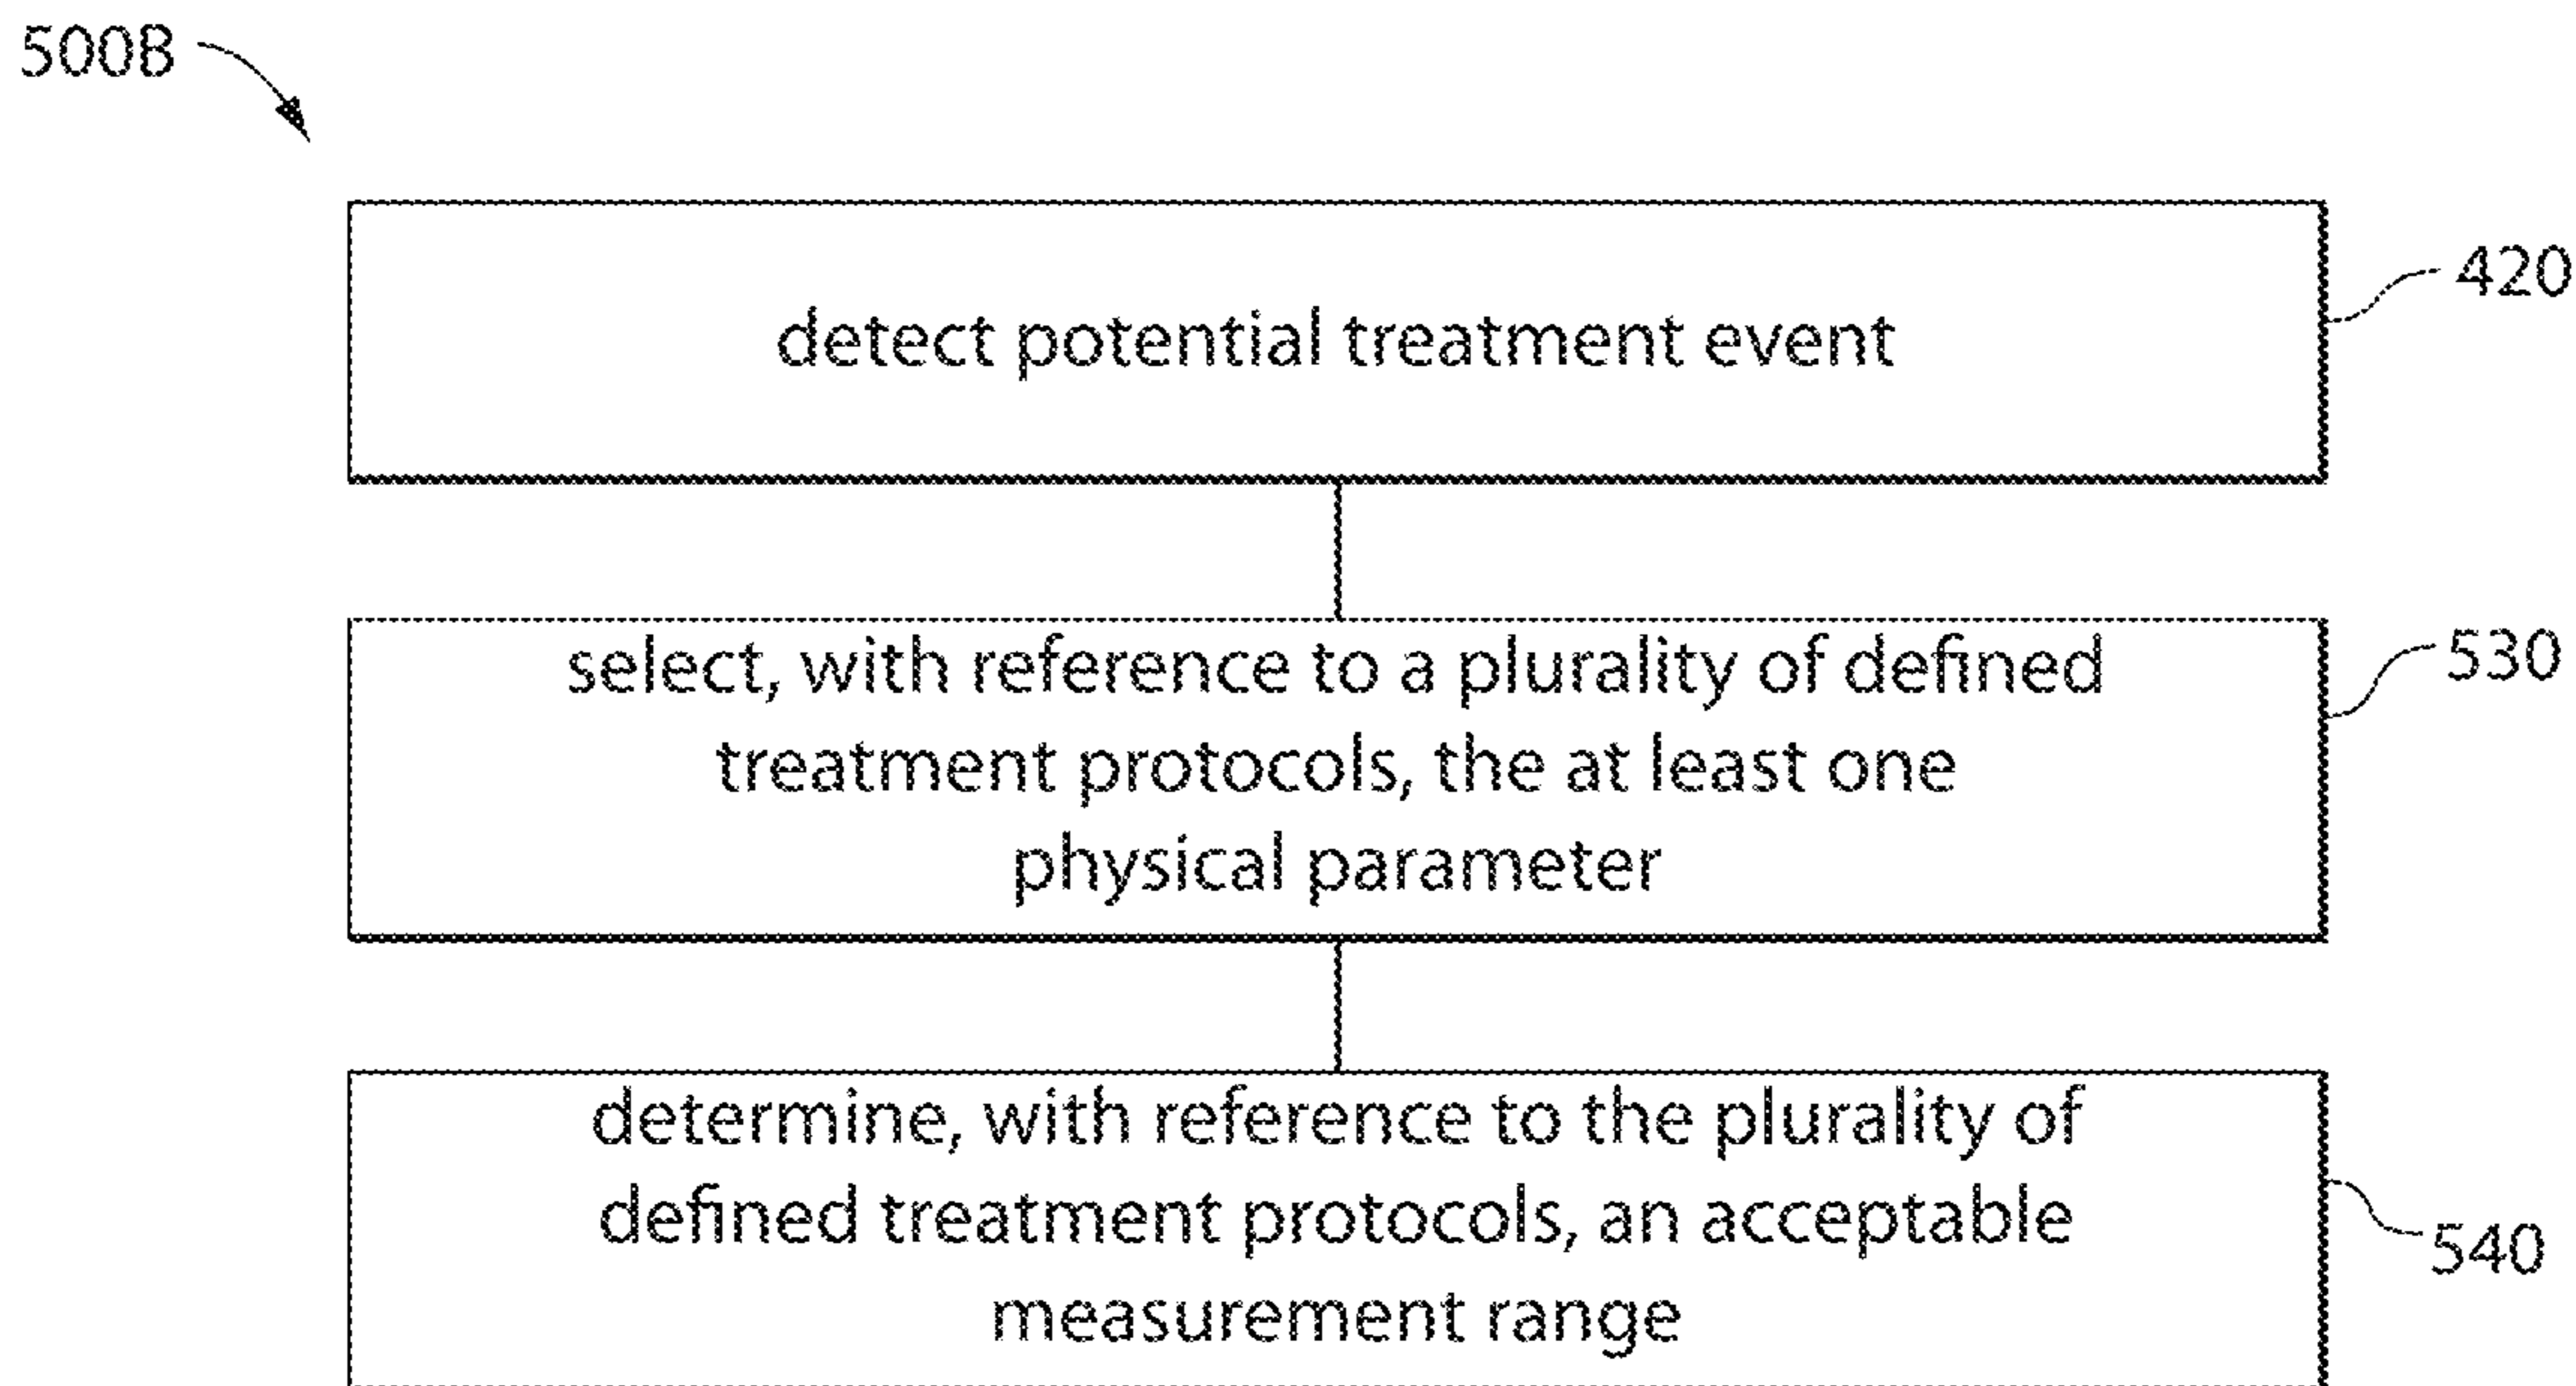 500B
detect potential treatment event
420
select, with reference to a plurality of defined
treatment protocols, the at least one
physical parameter
530
determine, with reference to the plurality of
defined treatment protocols, an acceptable
measurement range
540